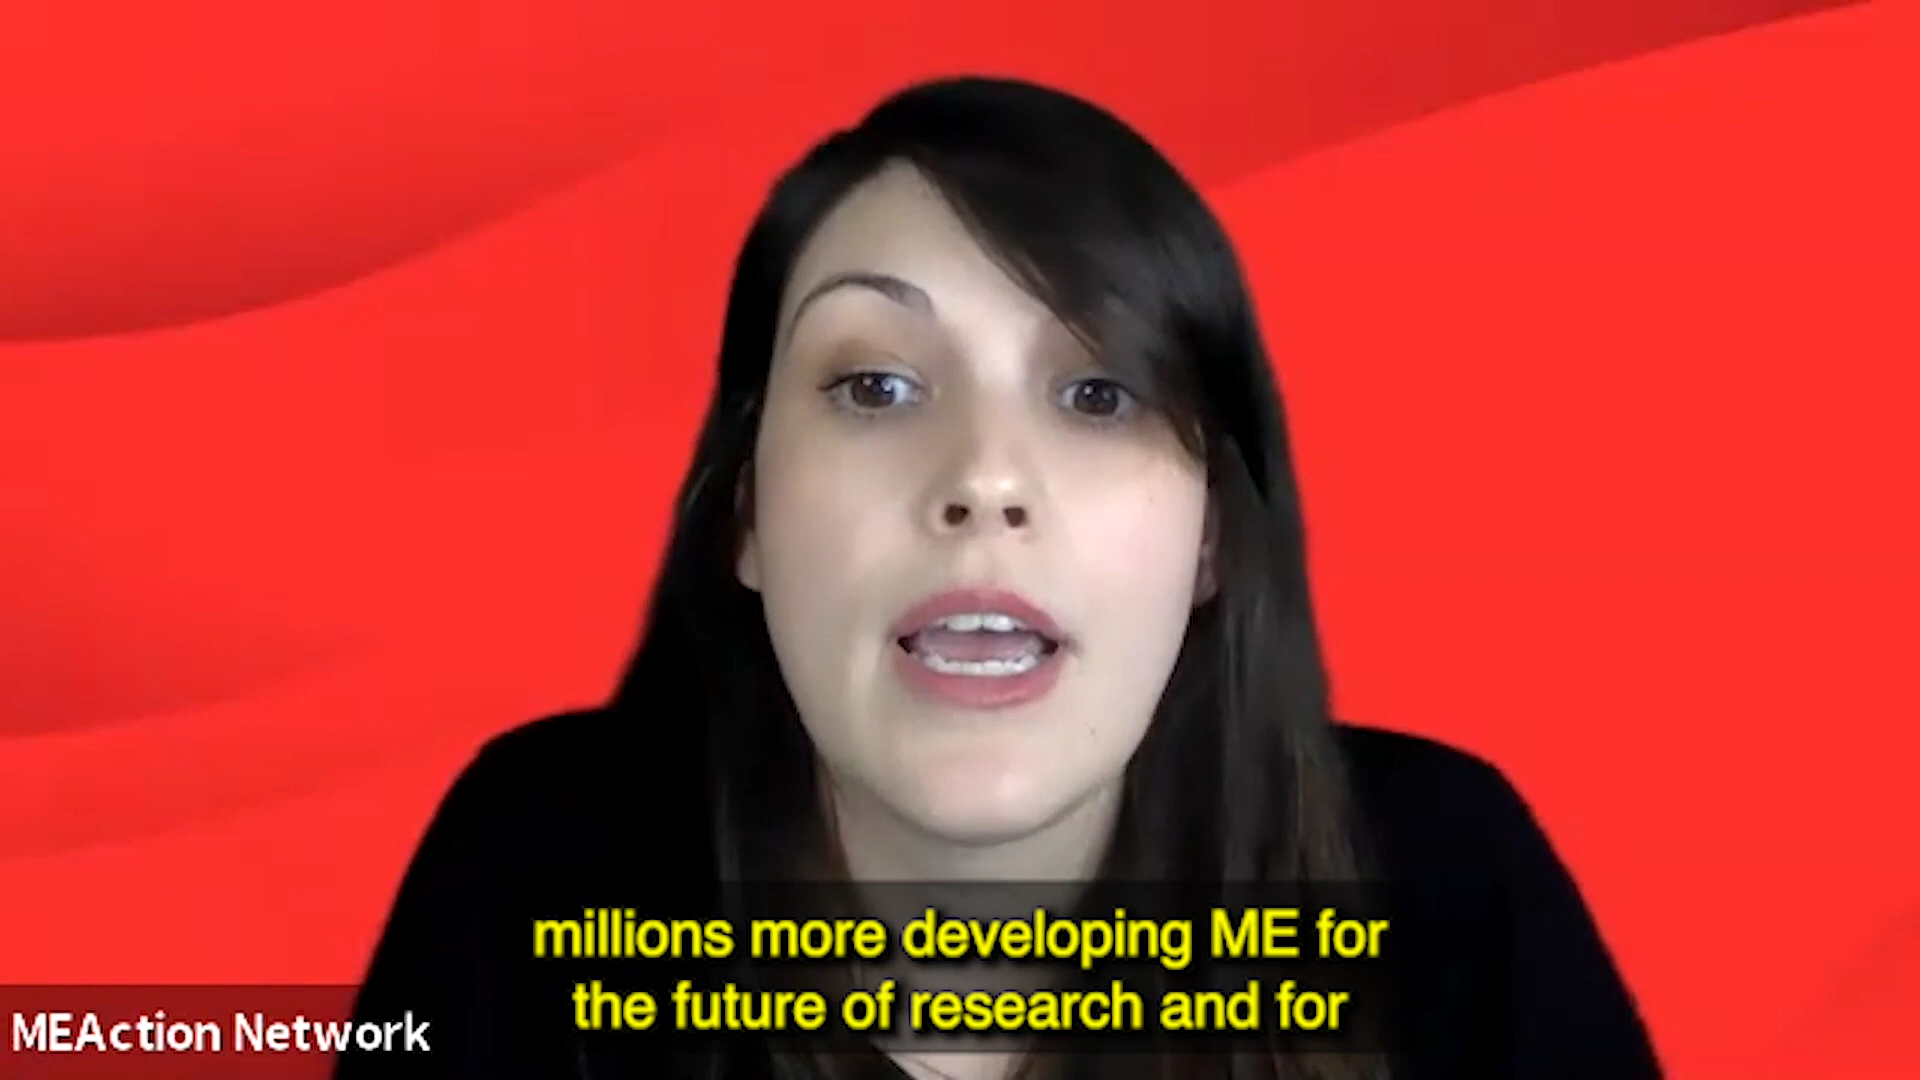 millions more developing ME for
the future of research and for
MEAction Network